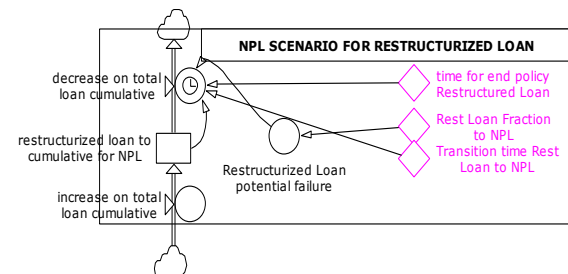 NPL SCENARIO FOR RESTRUCTURIZED LOAN
decrease on total
loan cumulative
time for end policy
Restructured Loan
Rest Loan Fraction
to NPL
restructurized loan to
cumulative for NPL
Transition time Rest
Loan to NPL
Restructurized Loan
potential failure
increase on total
loan cumulative